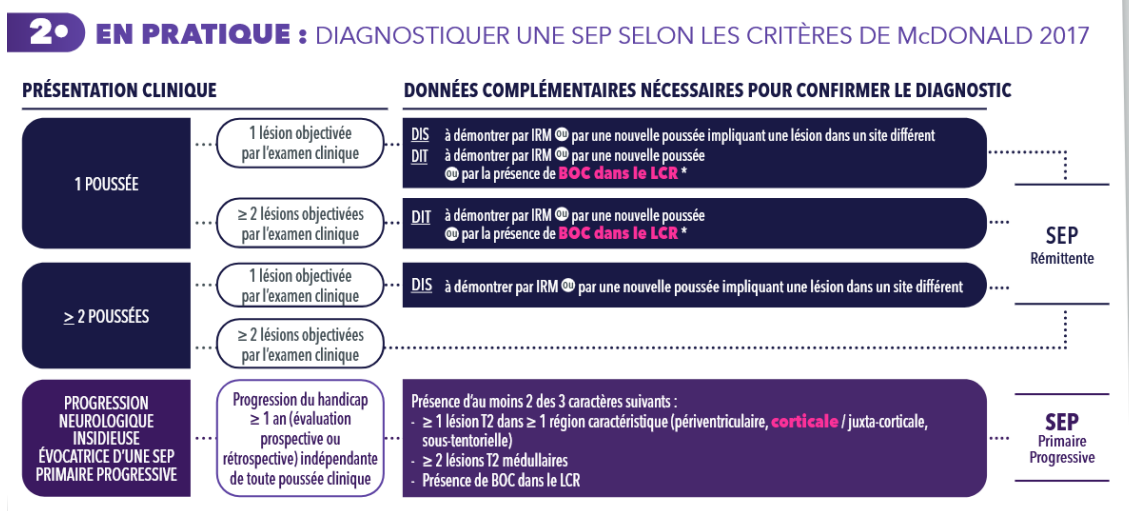 2• EN PRATIQUE : DIAGNOSTIQUER UNE SEP SELON LES CRITÈRES DE McDONALD 2017
PRÉSENTATION CLINIQUE
DONNÉES COMPLÉMENTAIRES NÉCESSAIRES POUR CONFIRMER LE DIAGNOSTIC
1 POUSSÉE
1 lésion objectivée
par l'examen clinique
DIS à démontrer par IRM ou par une nouvelle poussée impliquant une lésion dans un site différent
DIT à démontrer par IRM ou par une nouvelle poussée
ou par la présence de BOC dans le LCR *
≥ 2 lésions objectivées
par l'examen clinique
DIT à démontrer par IRM ou par une nouvelle poussée
ou par la présence de BOC dans le LCR *
≥ 2 POUSSÉES
1 lésion objectivée
par l'examen clinique
DIS à démontrer par IRM ou par une nouvelle poussée impliquant une lésion dans un site différent
≥ 2 lésions objectivées
par l'examen clinique
SEP
Rémittente
PROGRESSION
NEUROLOGIQUE
INSIDIEUSE
ÉVOCATRICE D'UNE SEP
PRIMAIRE PROGRESSIVE
Progression du handicap
≥ 1 an (évaluation
prospective ou
rétrospective) indépendante
de toute poussée clinique
Présence d'au moins 2 des 3 caractères suivants :
- ≥ 1 lésion T2 dans ≥ 1 région caractéristique (périventriculaire, corticale / juxta-corticale,
sous-tentorielle)
- ≥ 2 lésions T2 médullaires
- Présence de BOC dans le LCR
SEP
Primaire
Progressive